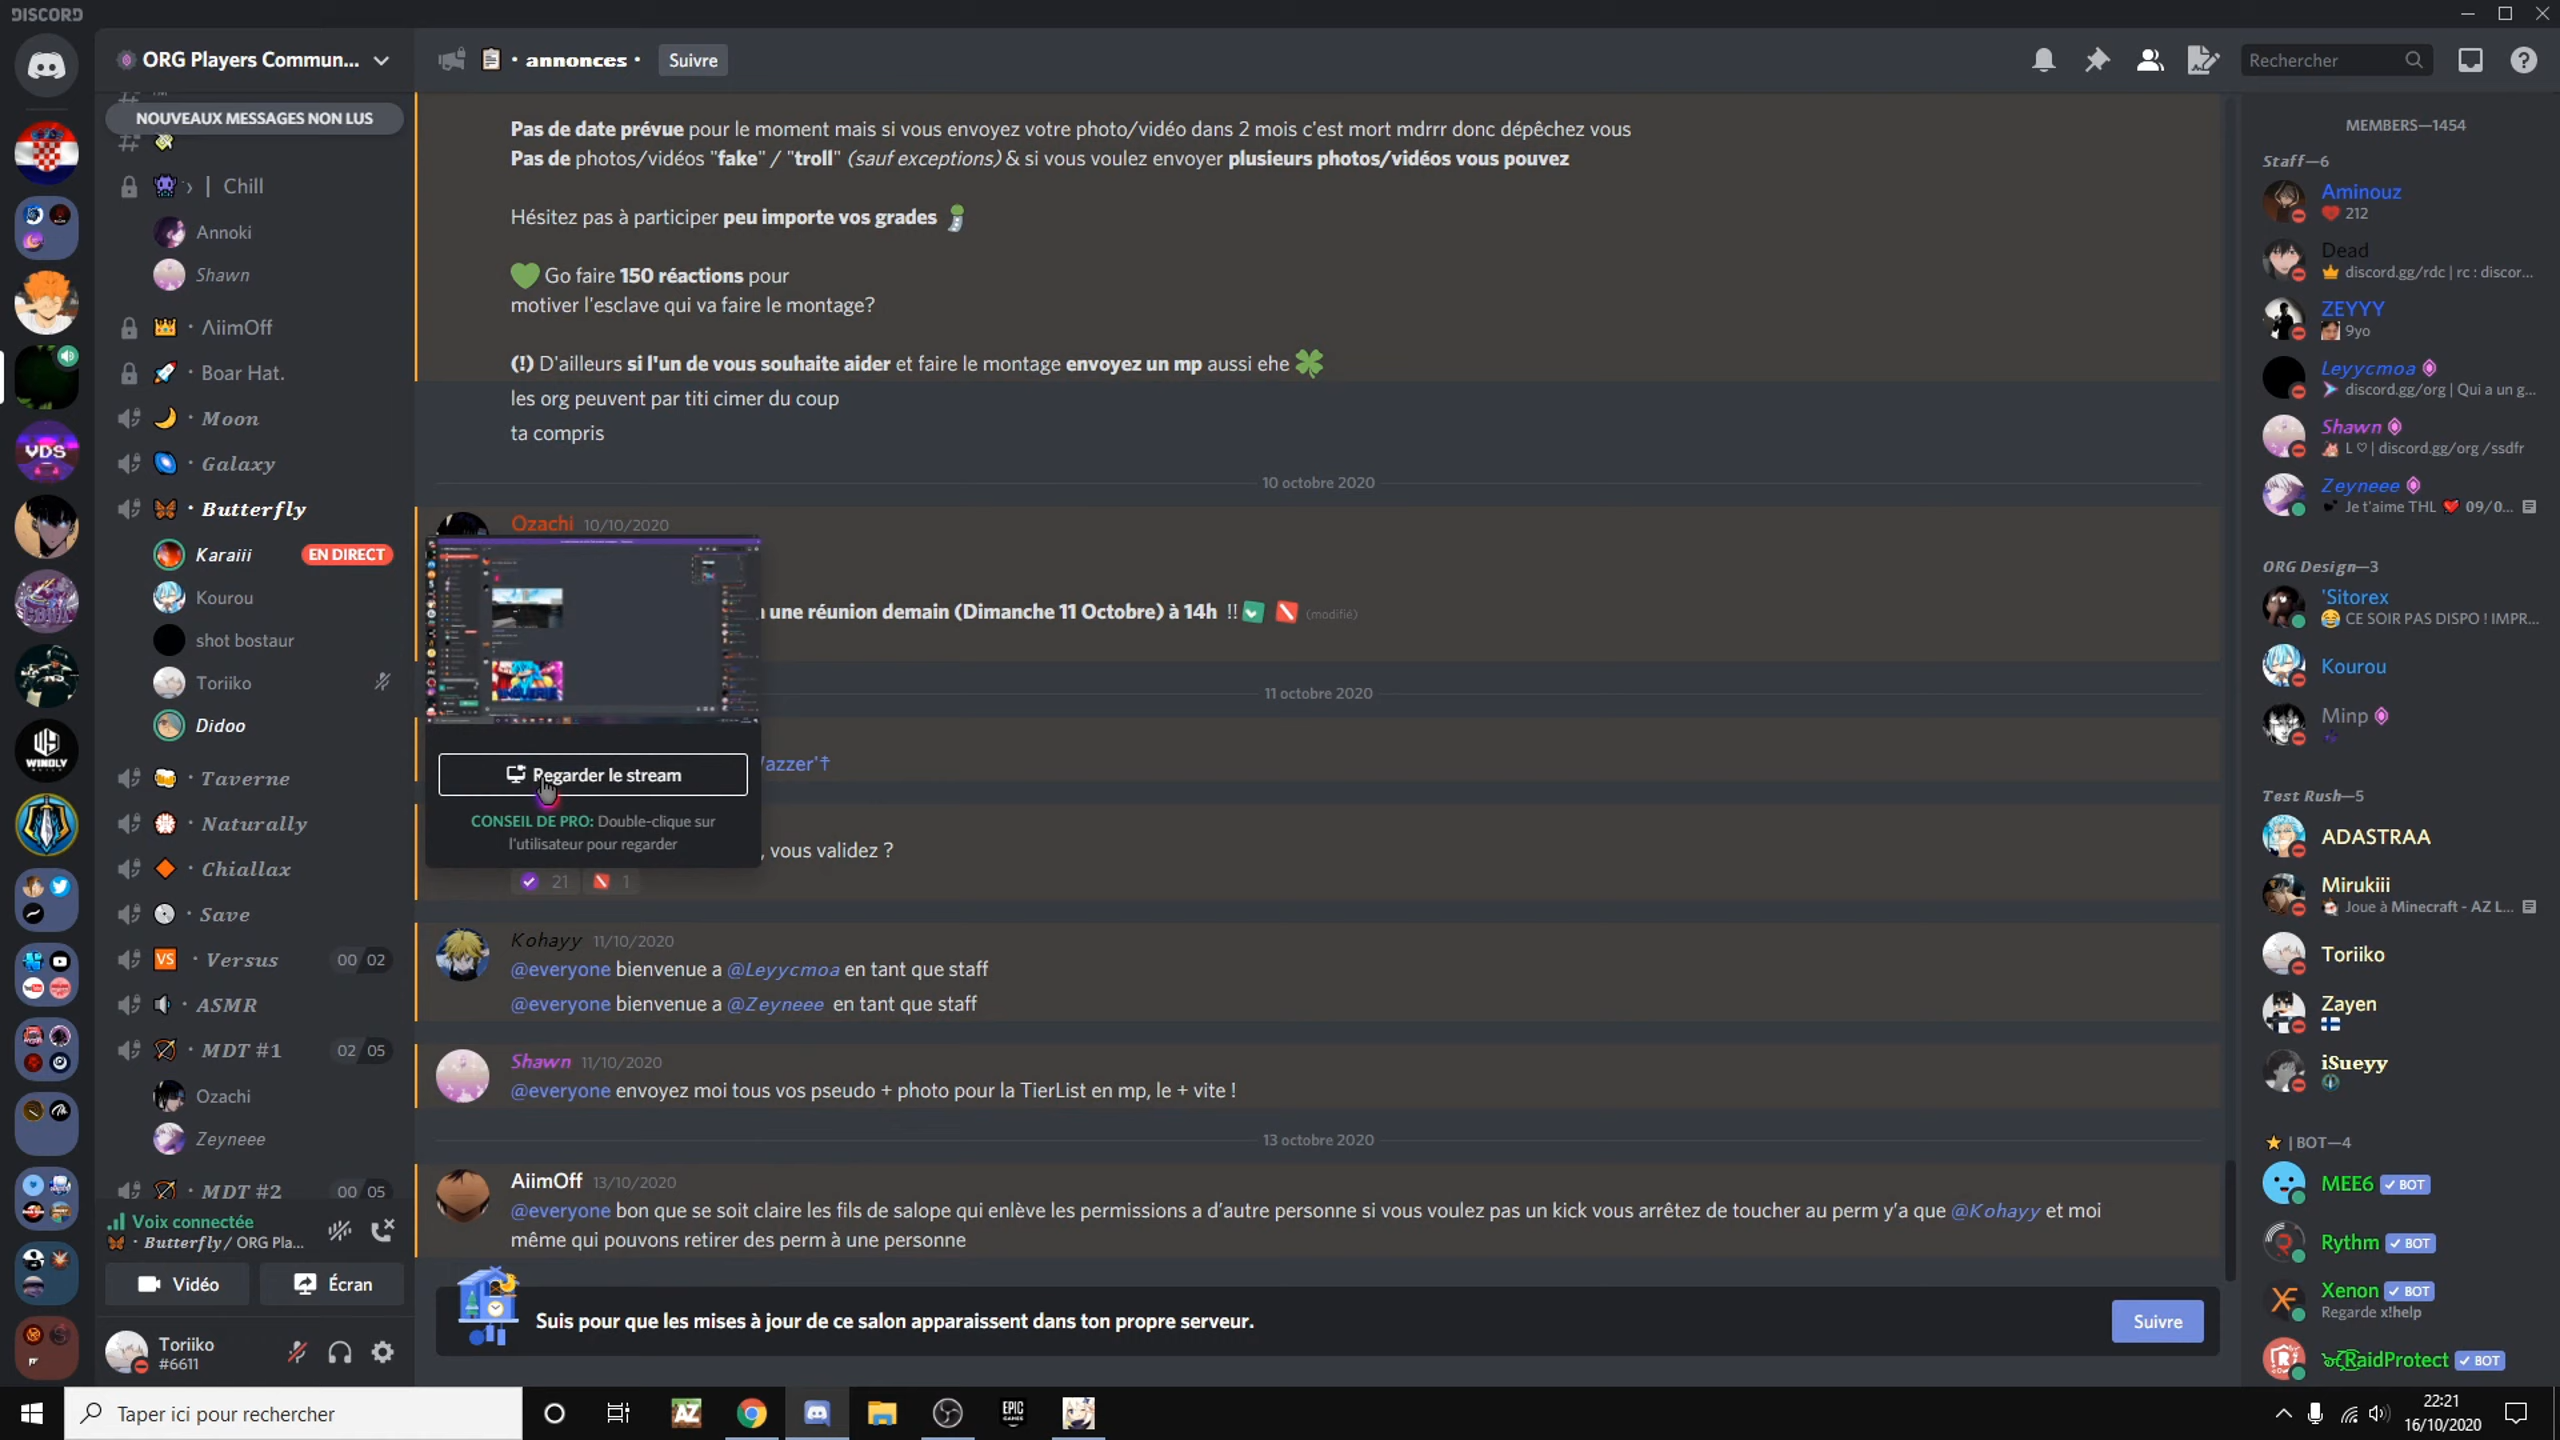 DISCORD
ORG Players Commun...
· annonces ·
Suivre
Rechercher
NOUVEAUX MESSAGES NON LUS
| Chill
Annoki
Shawn
· ΛiimOff
· Boar Hat.
· Moon
· Galaxy
· Butterfly
Karaiii
EN DIRECT
Kourou
shot bostaur
Toriiko
Didoo
· Taverne
· Naturally
· Chiallax
· Save
VS · Versus 00 02
· ASMR
· MDT #1 02 05
Ozachi
Zeyneee
· MDT #2 00 05
Voix connectée
· Butterfly / ORG Pla...
Vidéo
Écran
Toriiko
#6611
VDS
WINDLY
Pas de date prévue pour le moment mais si vous envoyez votre photo/vidéo dans 2 mois c'est mort mdrrr donc dépêchez vous
Pas de photos/vidéos "fake" / "troll" (sauf exceptions) & si vous voulez envoyer plusieurs photos/vidéos vous pouvez
Hésitez pas à participer peu importe vos grades
Go faire 150 réactions pour
motiver l'esclave qui va faire le montage?
(!) D'ailleurs si l'un de vous souhaite aider et faire le montage envoyez un mp aussi ehe
les org peuvent par titi cimer du coup
ta compris
10 octobre 2020
Ozachi 10/10/2020
une réunion demain (Dimanche 11 Octobre) à 14h !! (modifié)
11 octobre 2020
azzer'†
Regarder le stream
CONSEIL DE PRO: Double-clique sur
l'utilisateur pour regarder
, vous validez ?
21 1
Kohayy 11/10/2020
@everyone bienvenue a @Leyycmoa en tant que staff
@everyone bienvenue a @Zeyneee en tant que staff
Shawn 11/10/2020
@everyone envoyez moi tous vos pseudo + photo pour la TierList en mp, le + vite !
13 octobre 2020
AiimOff 13/10/2020
@everyone bon que se soit claire les fils de salope qui enlève les permissions a d'autre personne si vous voulez pas un kick vous arrêtez de toucher au perm y'a que @Kohayy et moi
même qui pouvons retirer des perm à une personne
Suis pour que les mises à jour de ce salon apparaissent dans ton propre serveur.
Suivre
MEMBERS—1454
Staff—6
Aminouz
212
Dead
discord.gg/rdc | rc : discor...
ZEYYY
9yo
Leyycmoa
discord.gg/org | Qui a un g...
Shawn
L ♡ | discord.gg/org /ssdfr
Zeyneee
Je t'aime THL 09/0...
ORG Design—3
'Sitorex
CE SOIR PAS DISPO ! IMPR...
Kourou
Minp
Test Rush—5
ADASTRAA
Mirukiii
Joue à Minecraft - AZ L...
Toriiko
Zayen
iSueyy
| BOT—4
MEE6 BOT
Rythm BOT
Xenon BOT
Regarde x!help
RaidProtect BOT
Taper ici pour rechercher
AZ
EPIC
GAMES
22:21
16/10/2020